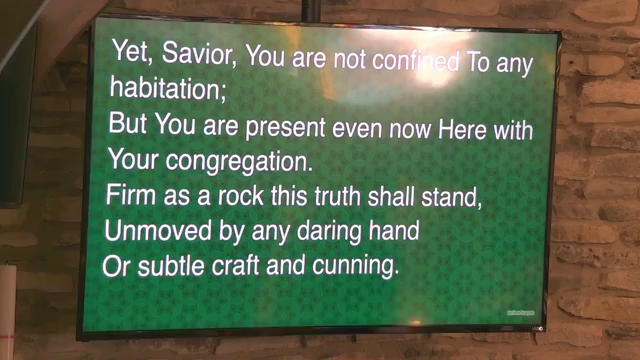 Yet, Savior, You are not confined To any
habitation;
But You are present even now Here with
Your congregation.
Firm as a rock this truth shall stand,
Unmoved by any daring hand
Or subtle craft and cunning.